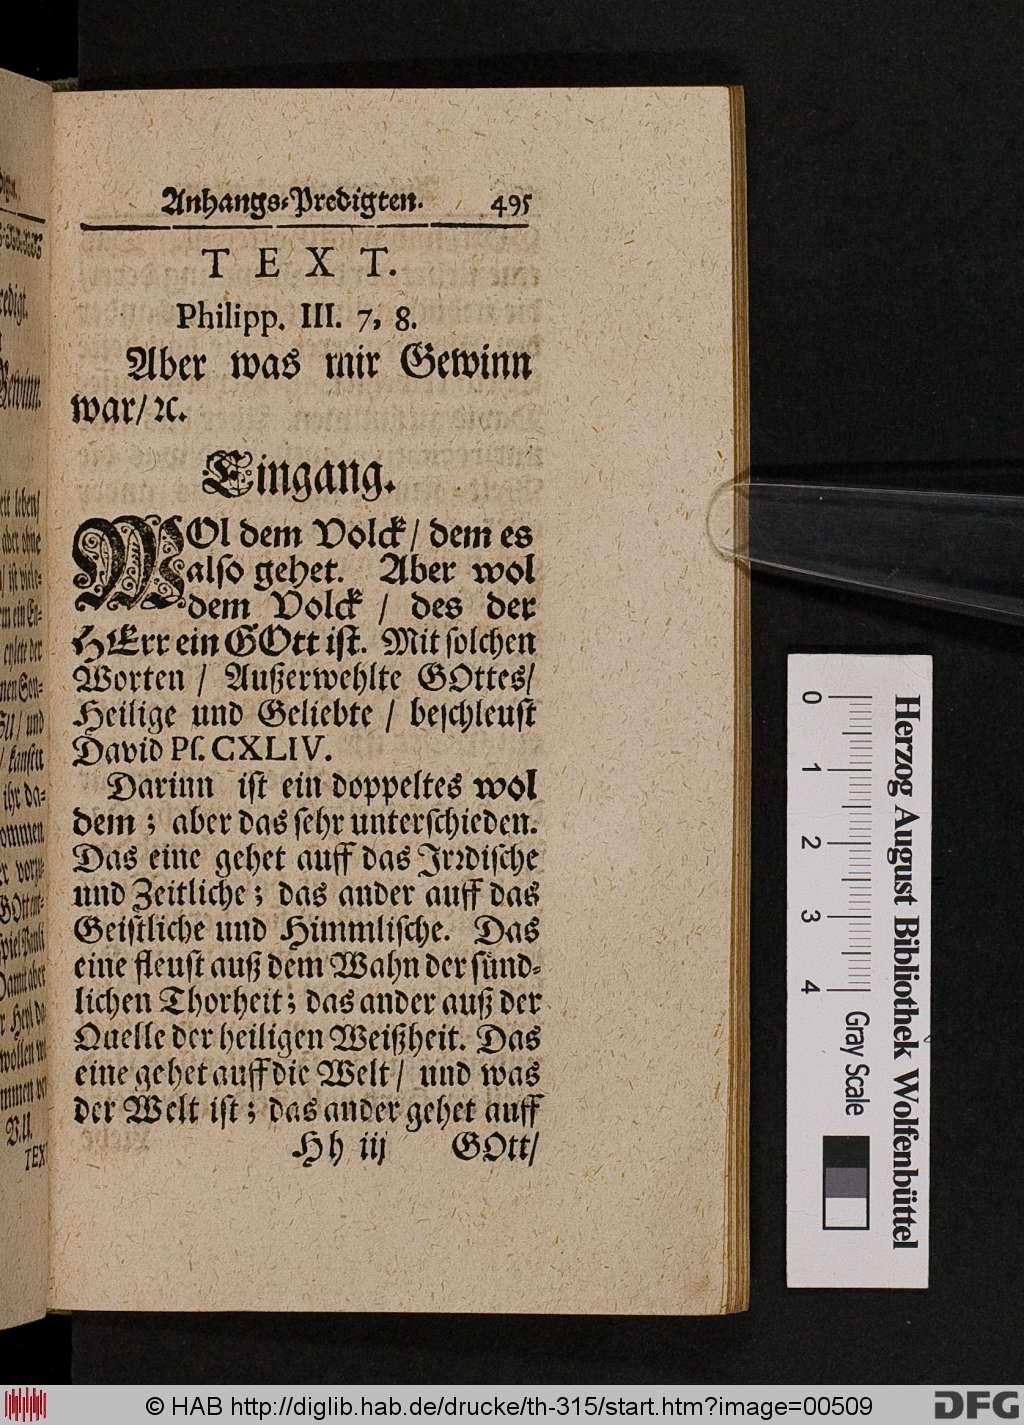 Anhangs-Predigten. 495
TEXT.
Philipp. III. 7, 8.
Aber was mir Gewinn
war/ ꝛc.
Eingang.
WOl dem Volck / dem es
also gehet. Aber wol
dem Volck / des der
HErr ein GOtt ist. Mit solchen
Worten / Außerwehlte GOttes/
Heilige und Geliebte / beschleust
David Ps. CXLIV.
Darinn ist ein doppeltes wol
dem; aber das sehr unterschieden.
Das eine gehet auff das Jrrdische
und Zeitliche; das ander auff das
Geistliche und Himmlische. Das
eine fleust auß dem Wahn der sünd-
lichen Thorheit; das ander auß der
Quelle der heiligen Weißheit. Das
eine gehet auff die Welt / und was
der Welt ist; das ander gehet auff
Hh iij GOtt/
0 1 2 3 4 Gray Scale
Herzog August Bibliothek Wolfenbüttel
© HAB http://diglib.hab.de/drucke/th-315/start.htm?image=00509
DFG